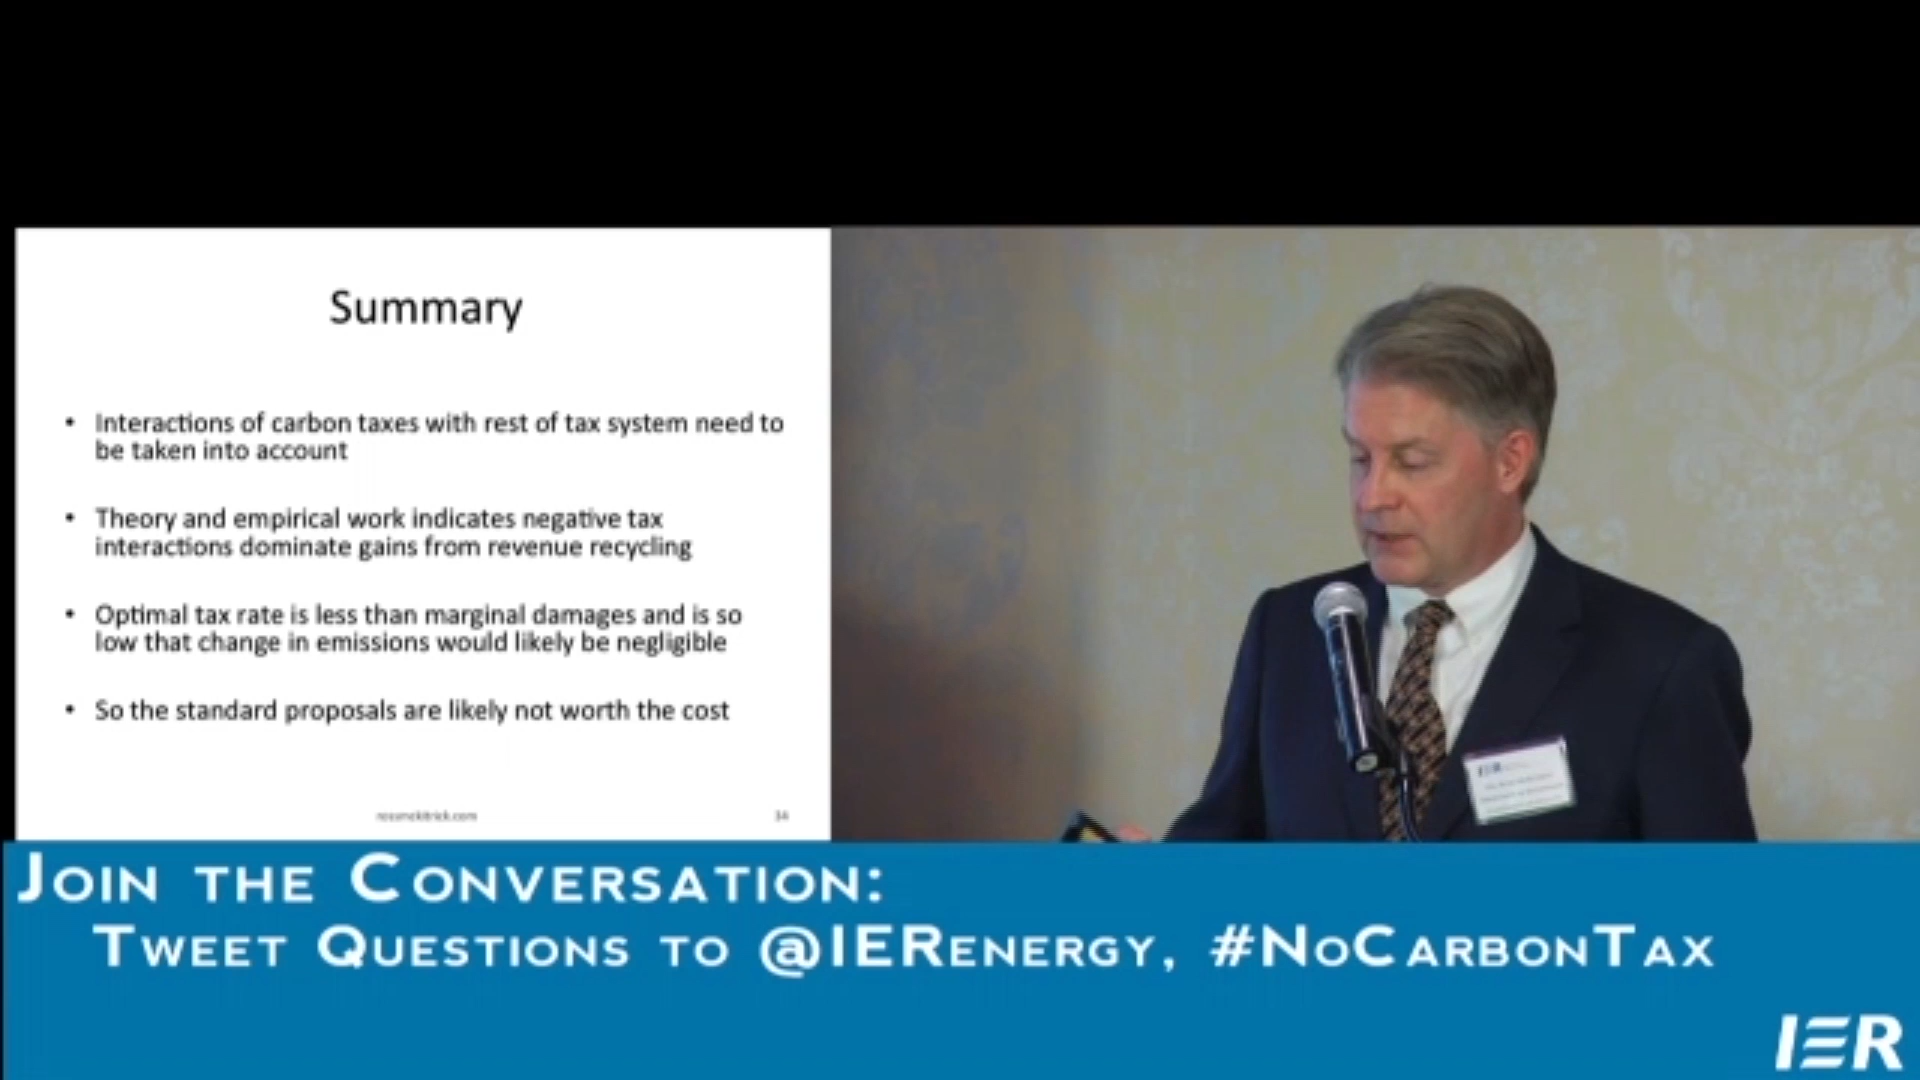 Summary
• Interactions of carbon taxes with rest of tax system need to
be taken into account
• Theory and empirical work indicates negative tax
interactions dominate gains from revenue recycling
• Optimal tax rate is less than marginal damages and is so
low that change in emissions would likely be negligible
• So the standard proposals are likely not worth the cost
rossmckitrick.com
34
IER
JOIN THE CONVERSATION:
TWEET QUESTIONS TO @IERENERGY, #NOCARBONTAX
IER